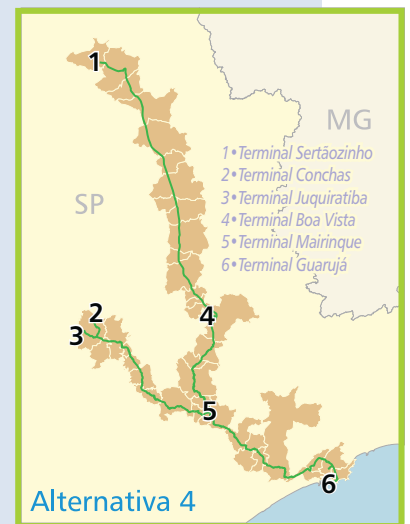 1
MG
1•Terminal Sertãozinho
2•Terminal Conchas
3•Terminal Juquiratiba
4•Terminal Boa Vista
5•Terminal Mairinque
6•Terminal Guarujá
SP
2
3
4
5
6
Alternativa 4